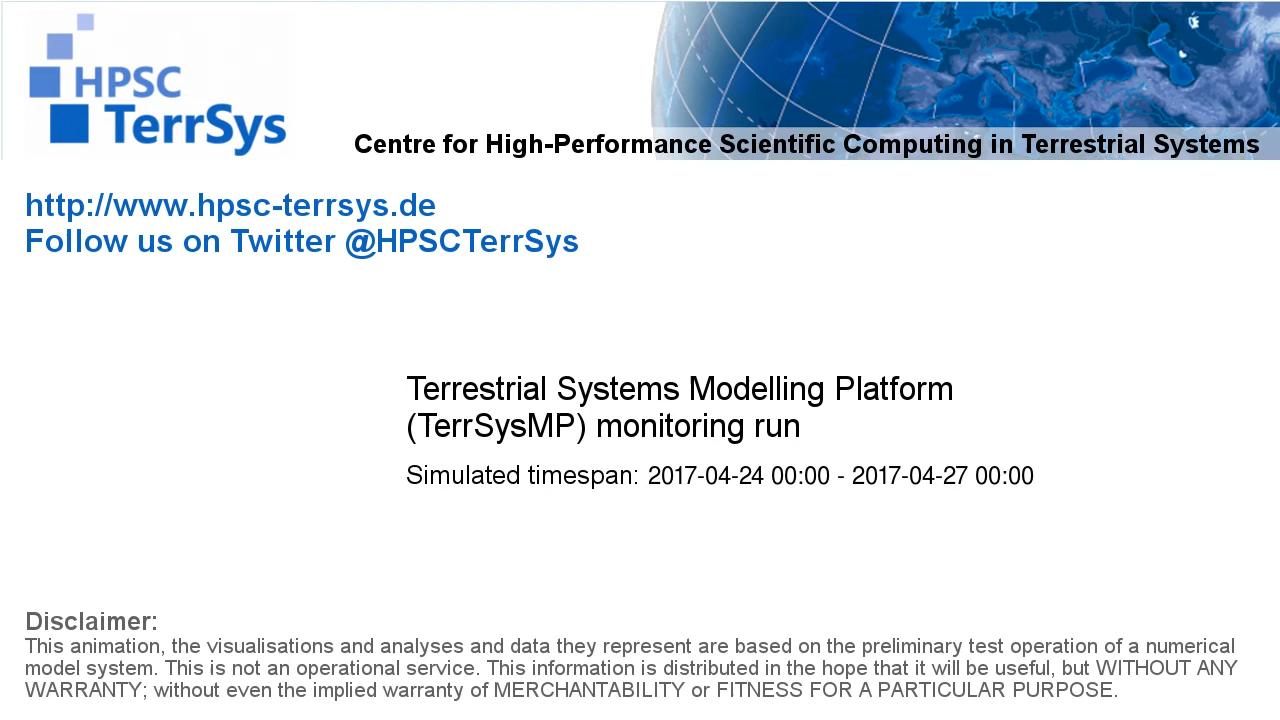 HPSC
TerrSys
Centre for High-Performance Scientific Computing in Terrestrial Systems
http://www.hpsc-terrsys.de
Follow us on Twitter @HPSCTerrSys
Terrestrial Systems Modelling Platform
(TerrSysMP) monitoring run
Simulated timespan: 2017-04-24 00:00 - 2017-04-27 00:00
Disclaimer:
This animation, the visualisations and analyses and data they represent are based on the preliminary test operation of a numerical
model system. This is not an operational service. This information is distributed in the hope that it will be useful, but WITHOUT ANY
WARRANTY; without even the implied warranty of MERCHANTABILITY or FITNESS FOR A PARTICULAR PURPOSE.